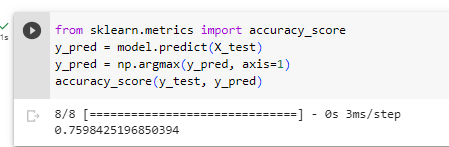 1s
from sklearn.metrics import accuracy_score
y_pred = model.predict(X_test)
y_pred = np.argmax(y_pred, axis=1)
accuracy_score(y_test, y_pred)
8/8 [==============================] - 0s 3ms/step
0.7598425196850394